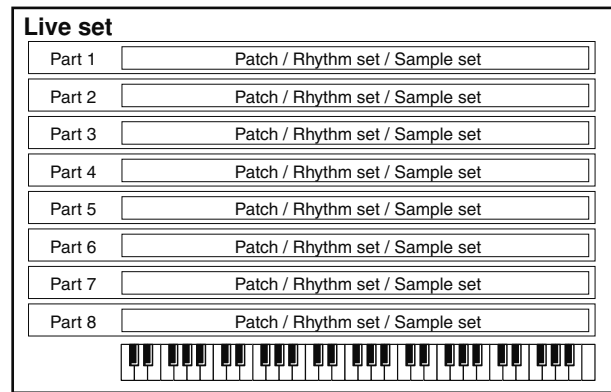 Live set
Part 1 Patch / Rhythm set / Sample set
Part 2 Patch / Rhythm set / Sample set
Part 3 Patch / Rhythm set / Sample set
Part 4 Patch / Rhythm set / Sample set
Part 5 Patch / Rhythm set / Sample set
Part 6 Patch / Rhythm set / Sample set
Part 7 Patch / Rhythm set / Sample set
Part 8 Patch / Rhythm set / Sample set